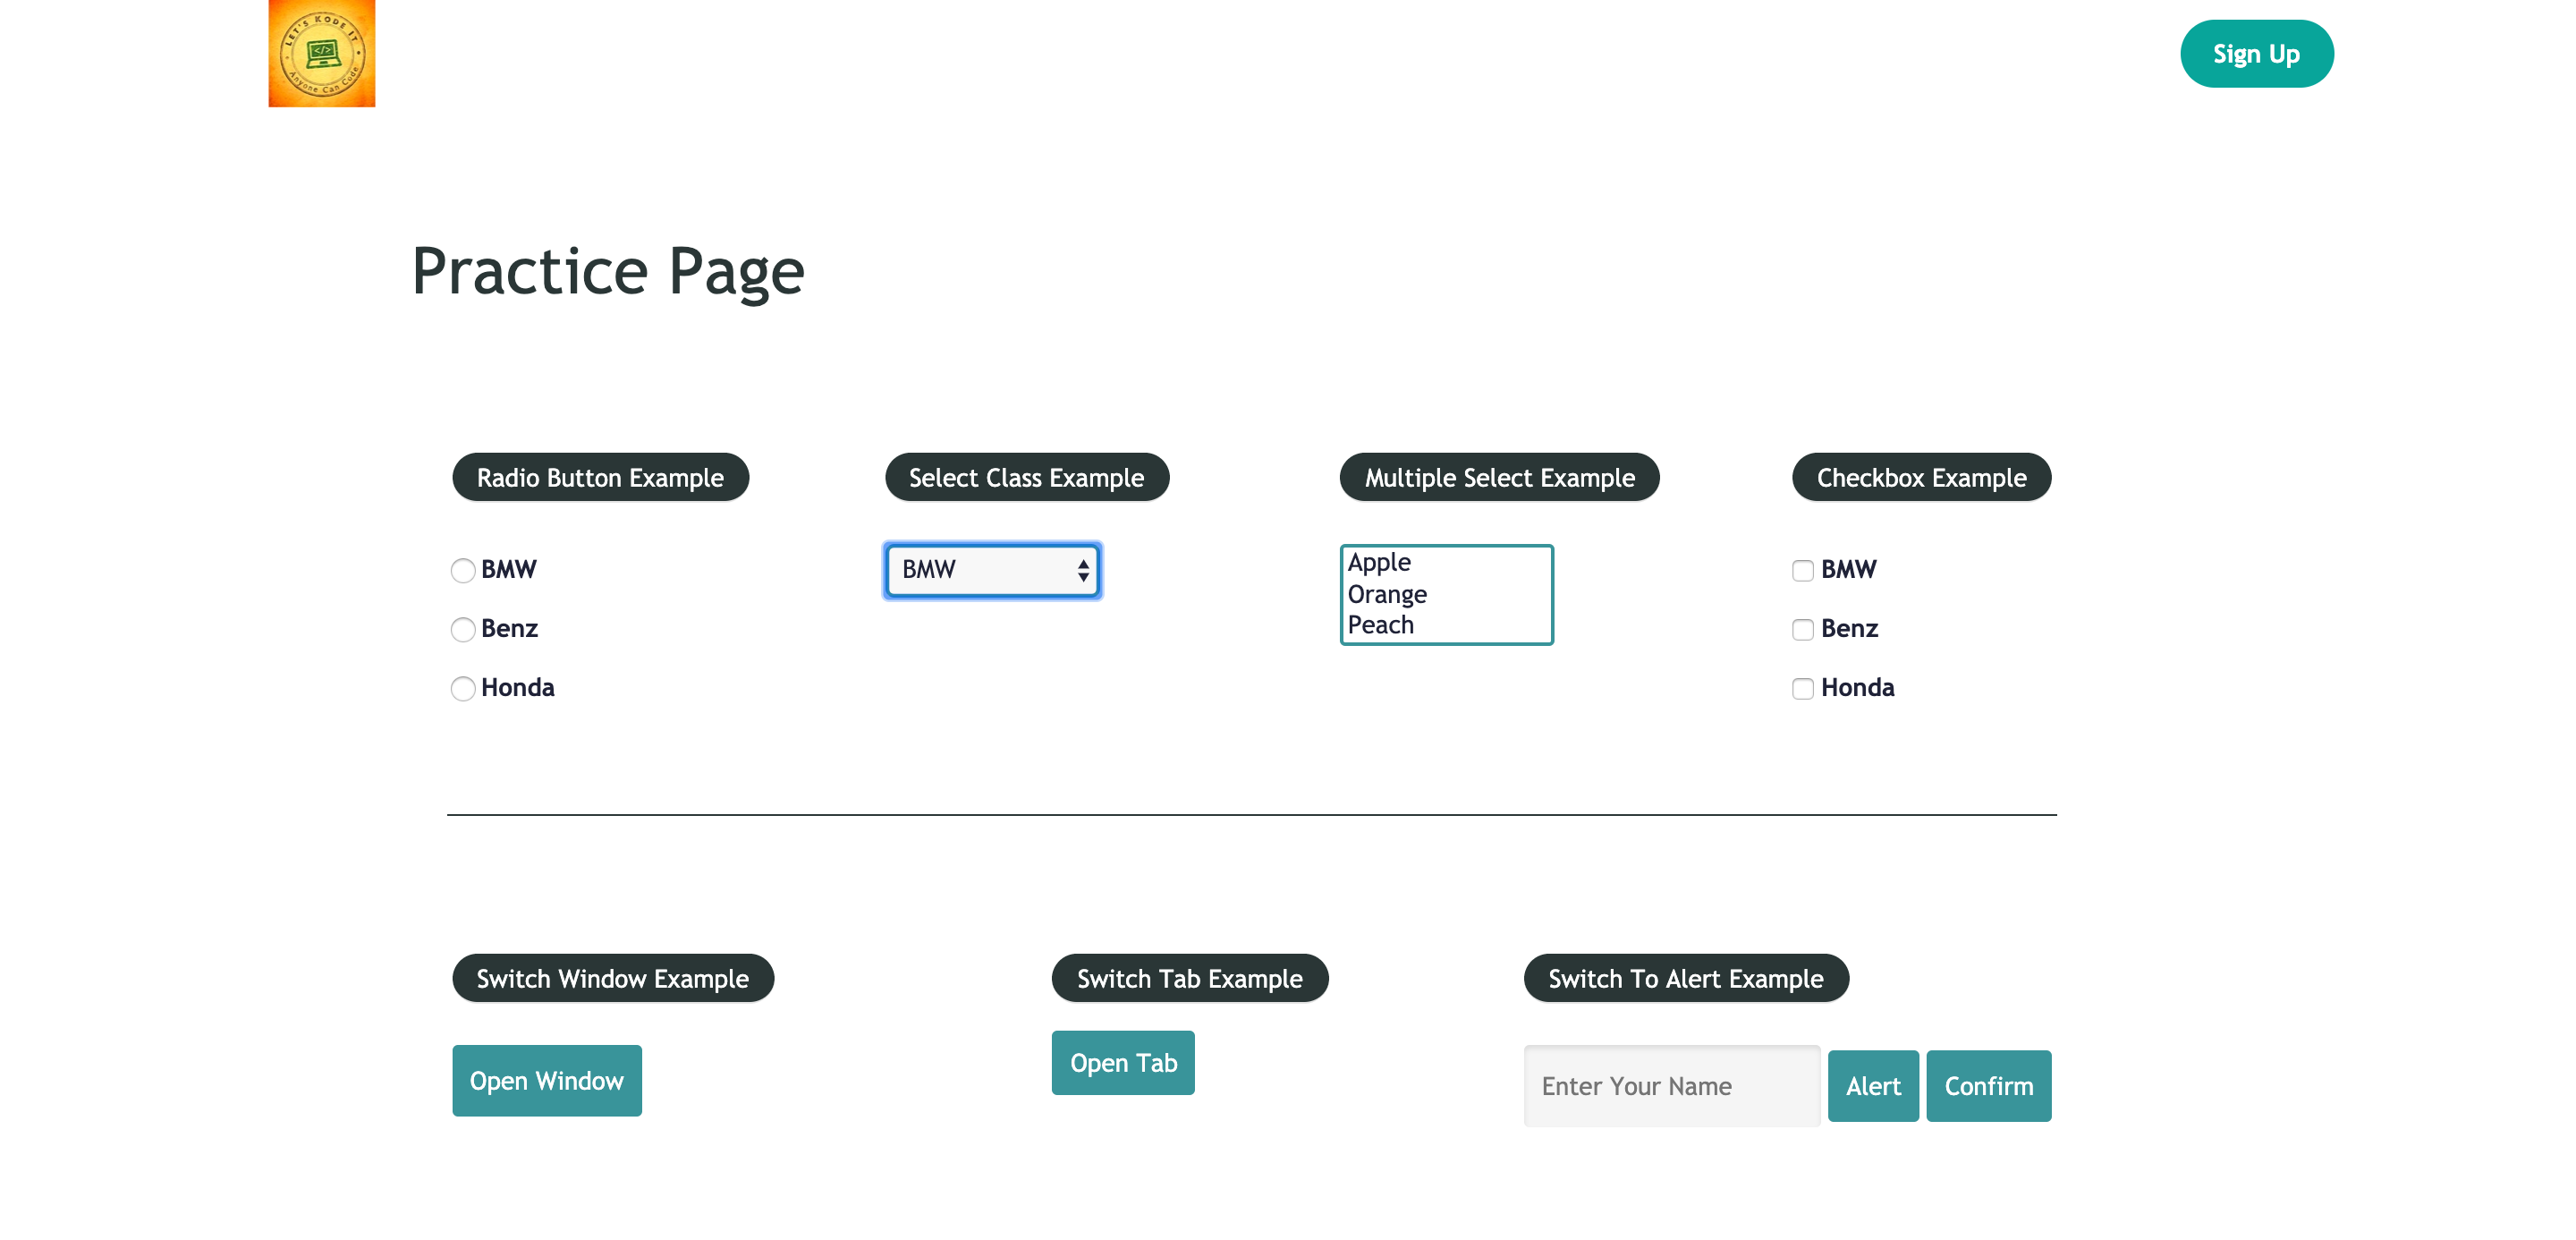 LET'S KODE IT
</>
Anyone Can Code
Sign Up
Practice Page
Radio Button Example
Select Class Example
Multiple Select Example
Checkbox Example
BMW
Benz
Honda
BMW
Apple
Orange
Peach
BMW
Benz
Honda
Switch Window Example
Switch Tab Example
Switch To Alert Example
Open Window
Open Tab
Enter Your Name
Alert
Confirm